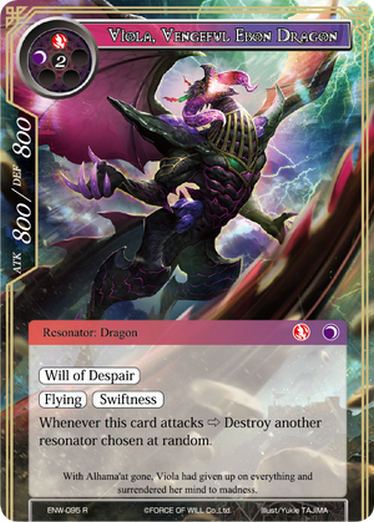 Viola, Vengeful Ebon Dragon
2
ATK 800 / DEF 800
Resonator: Dragon
Will of Despair
Flying Swiftness
Whenever this card attacks ⇨ Destroy another
resonator chosen at random.
With Alhama'at gone, Viola had given up on everything and
surrendered her mind to madness.
ENW-095 R ©FORCE OF WILL Co.,Ltd. Illust/Yukie TAJIMA